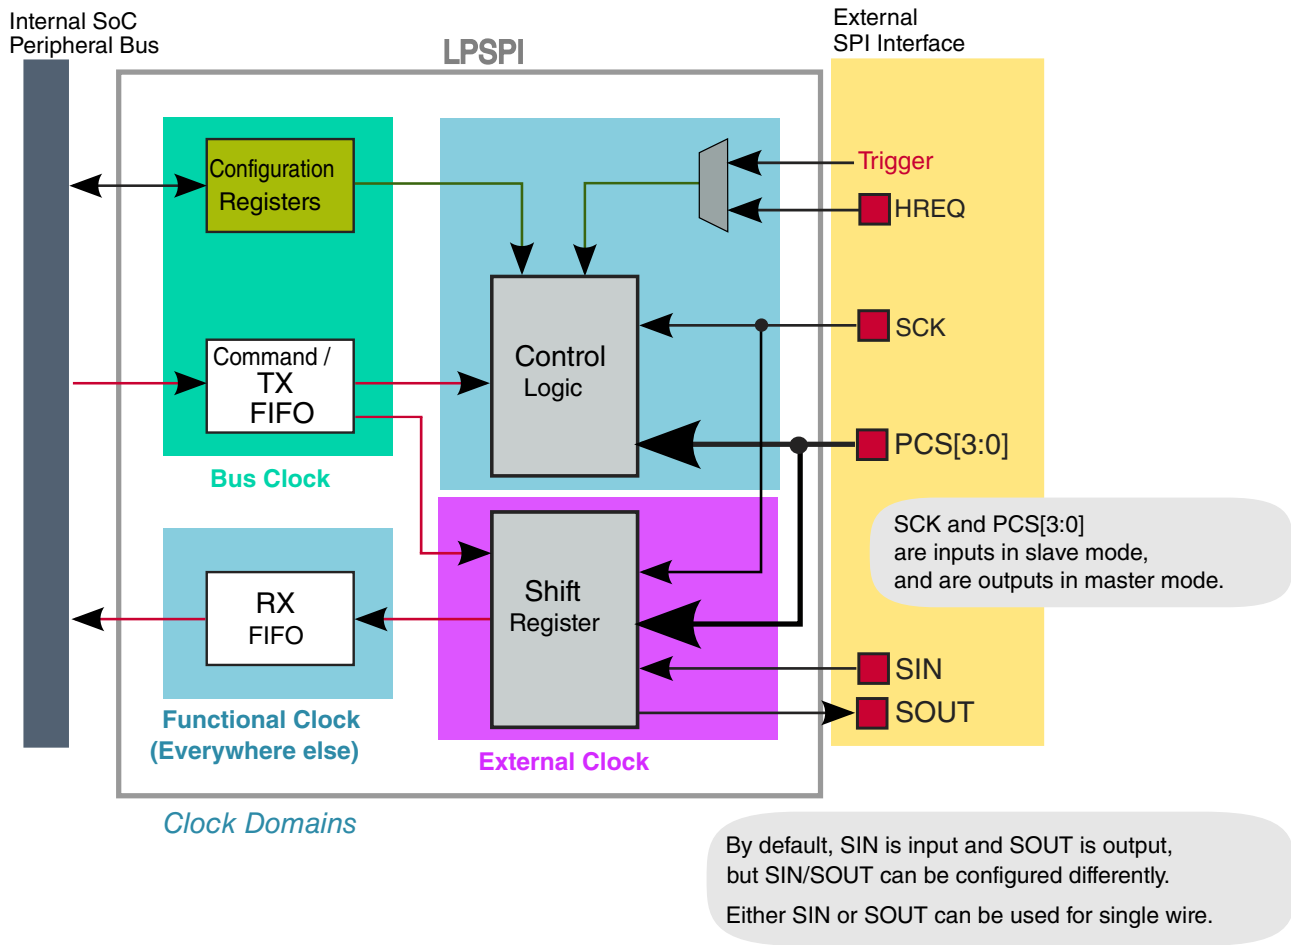 Internal SoC
Peripheral Bus
External
SPI Interface
LPSPI
Configuration
Registers
Trigger
HREQ
SCK
Command /
TX
FIFO
Control
Logic
PCS[3:0]
Bus Clock
SCK and PCS[3:0]
are inputs in slave mode,
and are outputs in master mode.
RX
FIFO
Shift
Register
SIN
SOUT
Functional Clock
(Everywhere else)
External Clock
Clock Domains
By default, SIN is input and SOUT is output,
but SIN/SOUT can be configured differently.
Either SIN or SOUT can be used for single wire.